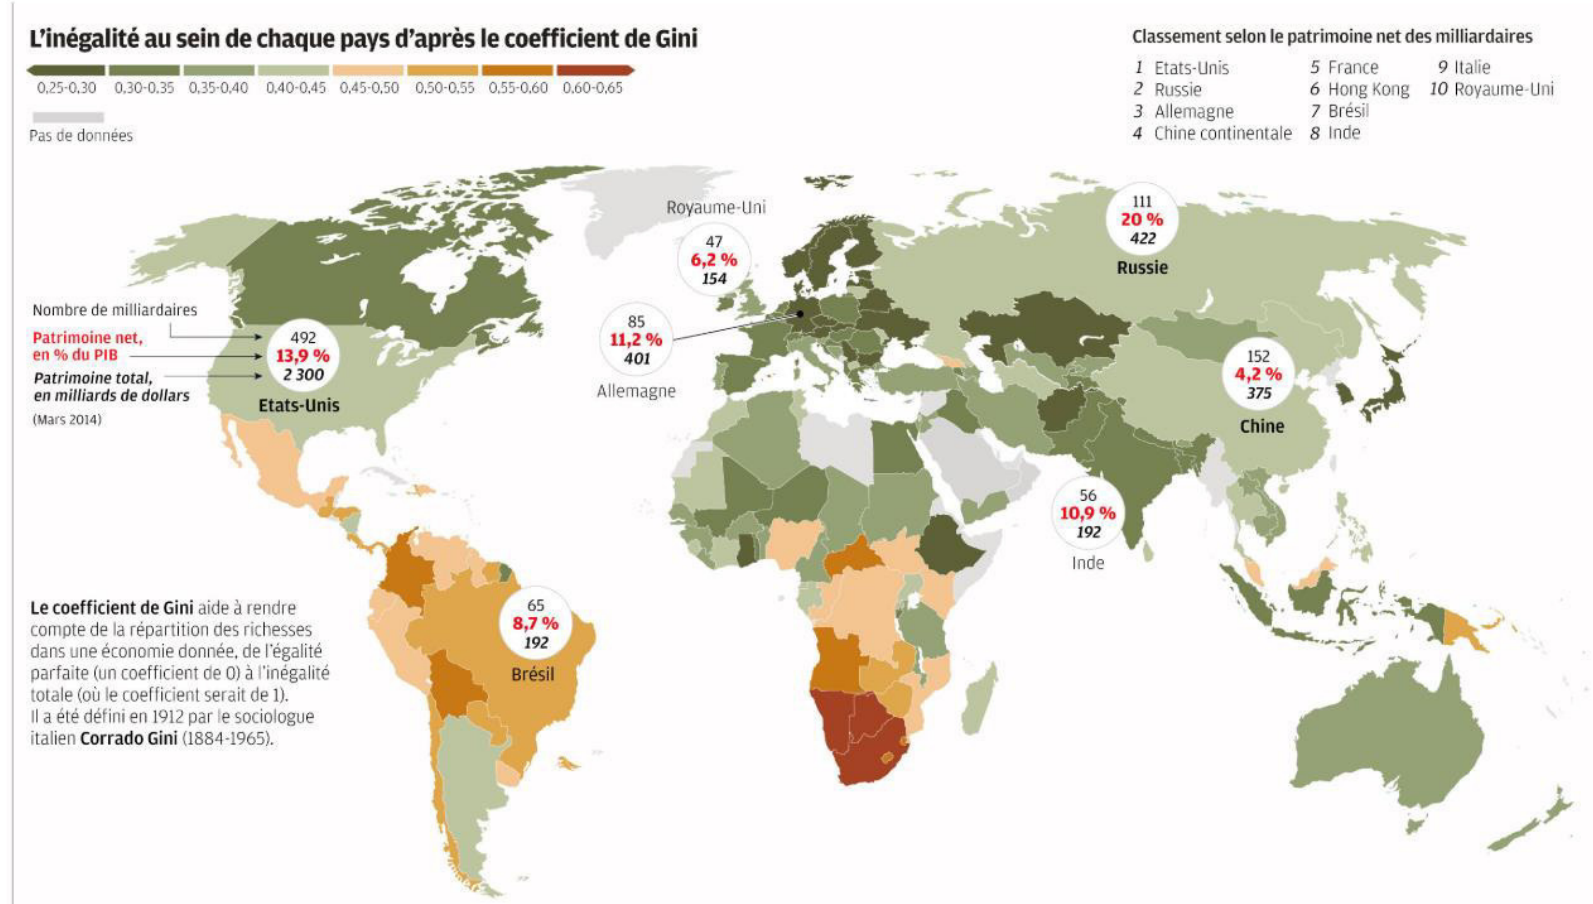 L'inégalité au sein de chaque pays d'après le coefficient de Gini
0,25-0,30 0,30-0,35 0,35-0,40 0,40-0,45 0,45-0,50 0,50-0,55 0,55-0,60 0,60-0,65
Pas de données
Classement selon le patrimoine net des milliardaires
1 Etats-Unis
2 Russie
3 Allemagne
4 Chine continentale
5 France
6 Hong Kong
7 Brésil
8 Inde
9 Italie
10 Royaume-Uni
Royaume-Uni
47
6,2 %
154
111
20 %
422
Russie
Nombre de milliardaires
Patrimoine net,
en % du PIB
Patrimoine total,
en milliards de dollars
(Mars 2014)
492
13,9 %
2 300
Etats-Unis
85
11,2 %
401
Allemagne
152
4,2 %
375
Chine
56
10,9 %
192
Inde
65
8,7 %
192
Brésil
Le coefficient de Gini aide à rendre
compte de la répartition des richesses
dans une économie donnée, de l'égalité
parfaite (un coefficient de 0) à l'inégalité
totale (où le coefficient serait de 1).
Il a été défini en 1912 par le sociologue
italien Corrado Gini (1884-1965).